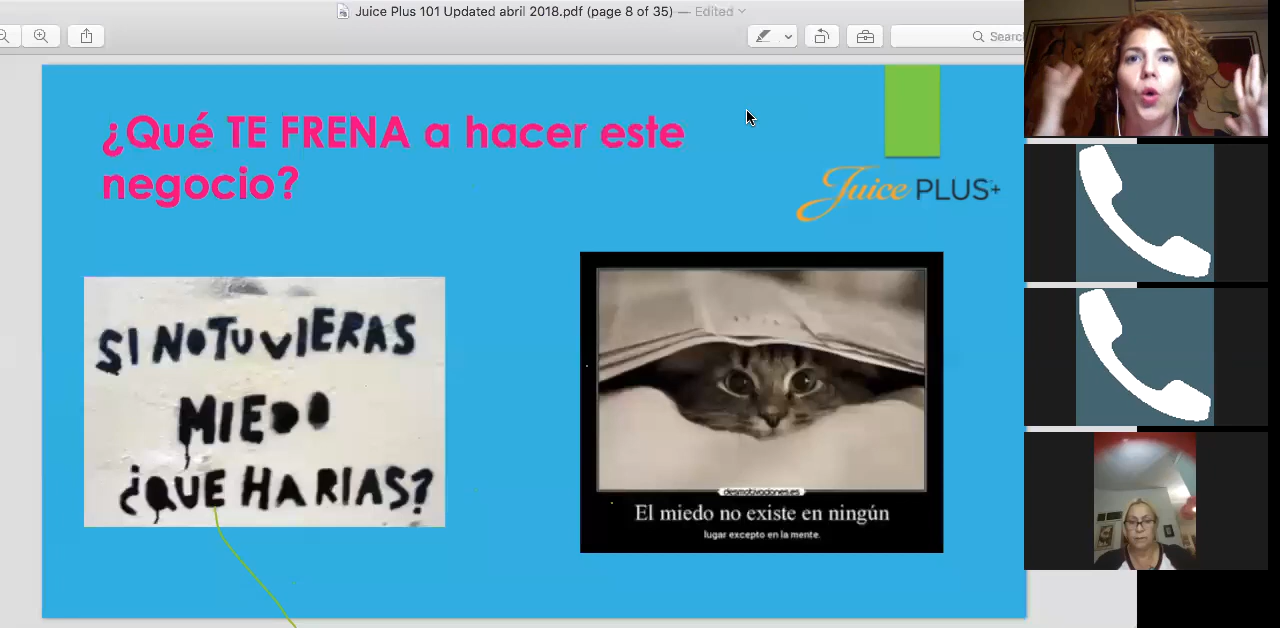 Juice Plus 101 Updated abril 2018.pdf (page 8 of 35) — Edited
Search
¿Qué TE FRENA a hacer este
negocio?
Juice PLUS+
SI NO TUVIERAS
MIEDO
¿QUE HARIAS?
desmotivaciones.es
El miedo no existe en ningún
lugar excepto en la mente.